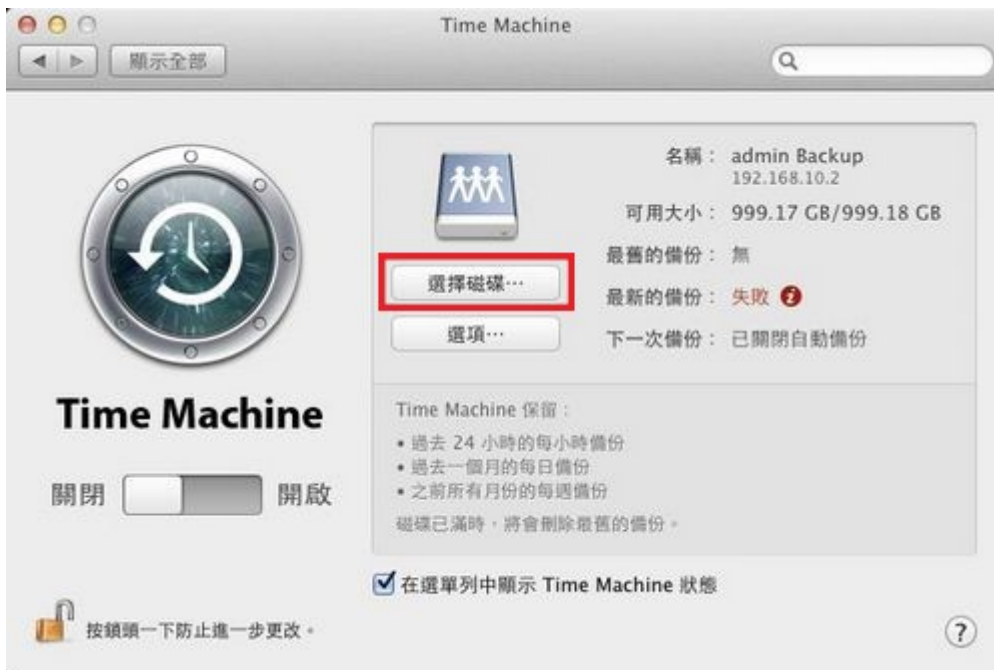 Time Machine
顯示全部
名稱： admin Backup
192.168.10.2
可用大小： 999.17 GB/999.18 GB
選擇磁碟…
最舊的備份： 無
最新的備份： 失敗
選項…
下一次備份： 已關閉自動備份
Time Machine
關閉 開啟
Time Machine 保留：
• 過去 24 小時的每小時備份
• 過去一個月的每日備份
• 之前所有月份的每週備份
磁碟已滿時，將會刪除最舊的備份。
在選單列中顯示 Time Machine 狀態
按鎖頭一下防止進一步更改。
?